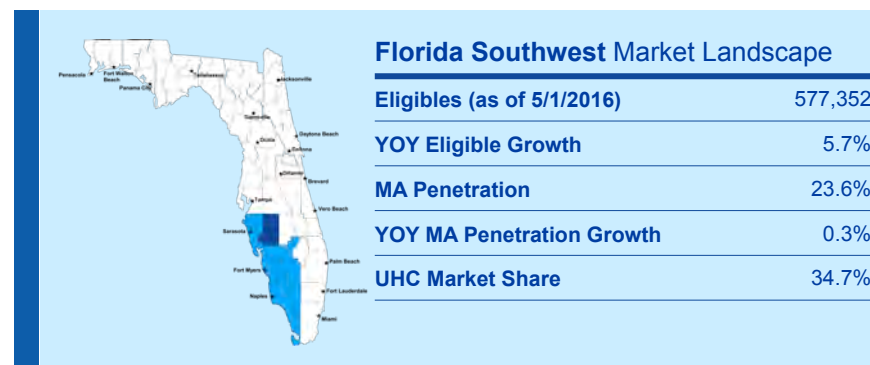 Florida Southwest Market Landscape
Eligibles (as of 5/1/2016) 577,352
YOY Eligible Growth 5.7%
MA Penetration 23.6%
YOY MA Penetration Growth 0.3%
UHC Market Share 34.7%
Pensacola
Fort Walton
Beach
Panama City
Tallahassee
Jacksonville
Gainesville
Ocala
Daytona Beach
Deltona
Orlando
Brevard
Tampa
Vero Beach
Sarasota
Fort Myers
Palm Beach
Naples
Fort Lauderdale
Miami